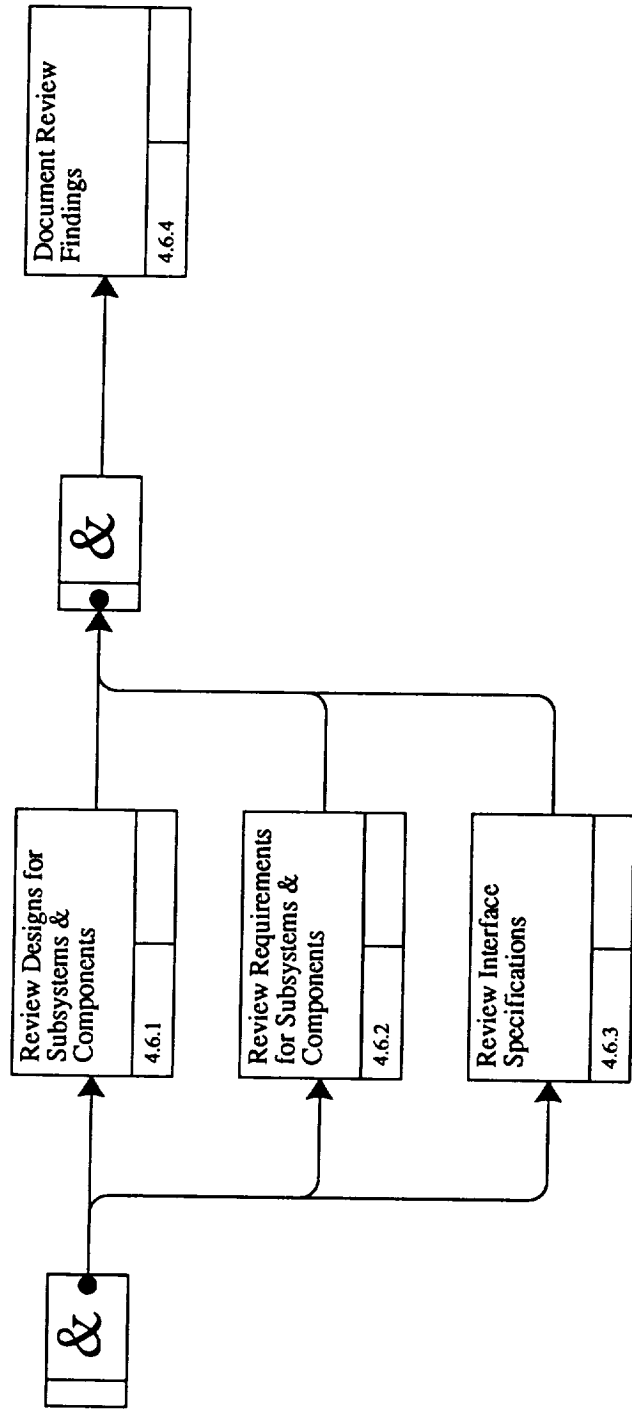 &
Review Designs for
Subsystems &
Components
4.6.1
Review Requirements
for Subsystems &
Components
4.6.2
Review Interface
Specifications
4.6.3
&
Document Review
Findings
4.6.4